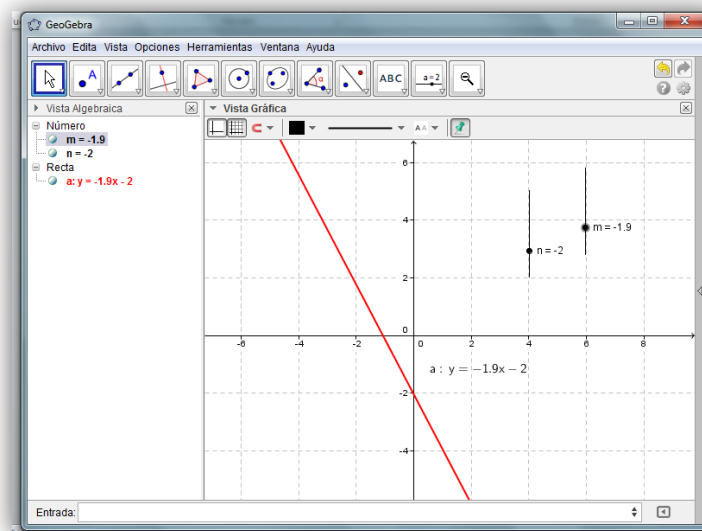 GeoGebra
Archivo Edita Vista Opciones Herramientas Ventana Ayuda
A
α
ABC
a=2
Vista Algebraica
Número
m = -1.9
n = -2
Recta
a: y = -1.9x - 2
Vista Gráfica
A A
6
4
n = -2
m = -1.9
2
0
-6 -4 -2 0 2 4 6 8
a : y = −1.9x − 2
-2
-4
Entrada: